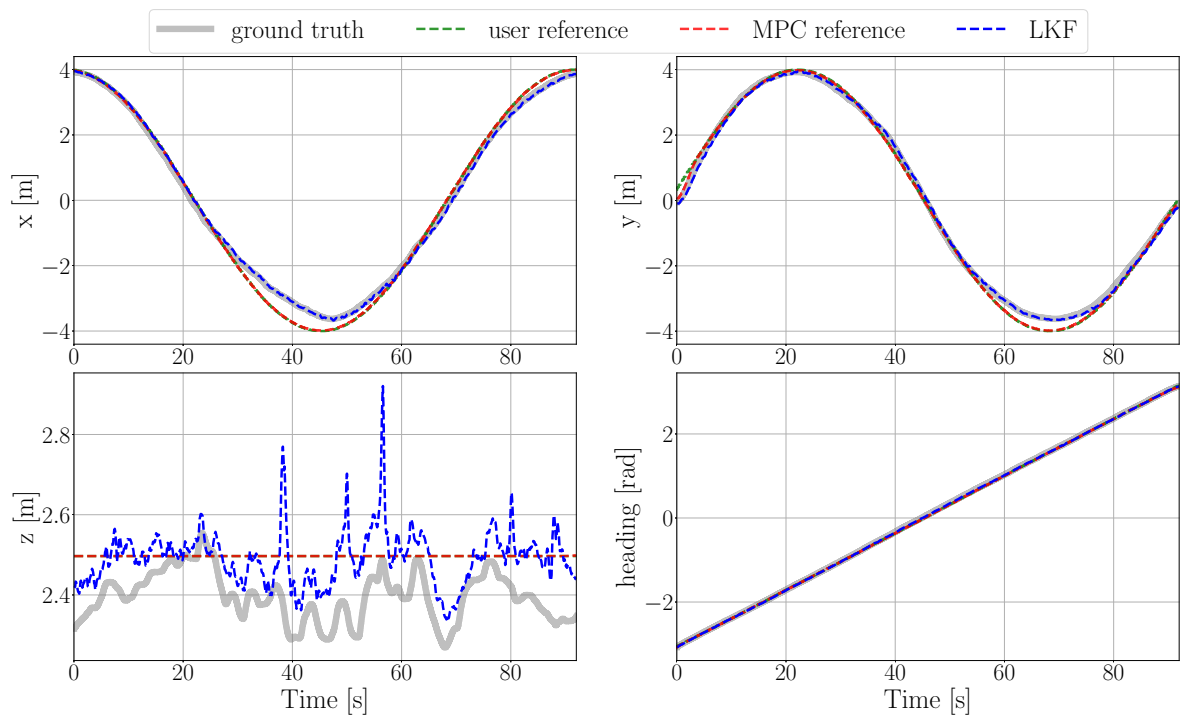 ground truth user reference MPC reference LKF
4
2
0
−2
−4
x [m]
0 20 40 60 80
4
2
0
−2
−4
y [m]
0 20 40 60 80
2.8
2.6
2.4
z [m]
0 20 40 60 80
Time [s]
2
0
−2
heading [rad]
0 20 40 60 80
Time [s]